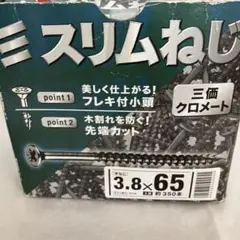 ミ スリムねじ
三価
クロメート
point 1
美しく仕上がる!
フレキ付小頭
point 2
木割れを防ぐ!
先端カット
3.8×65
約350本